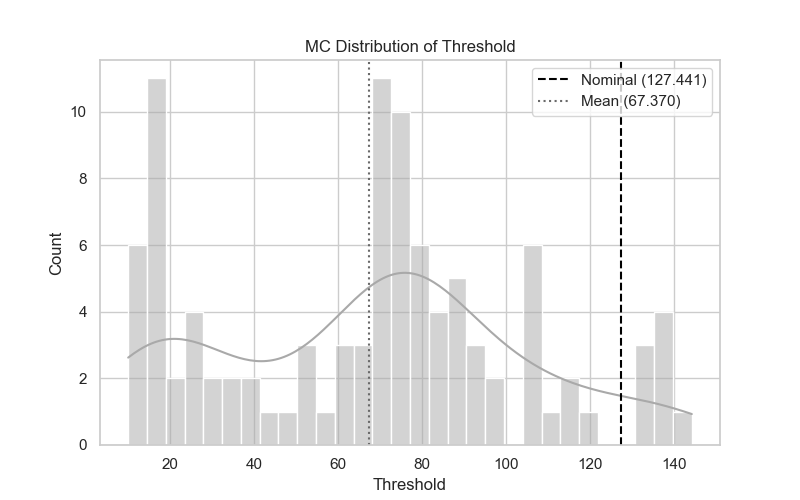 MC Distribution of Threshold
Nominal (127.441)
Mean (67.370)
Count
10
8
6
4
2
0
20 40 60 80 100 120 140
Threshold